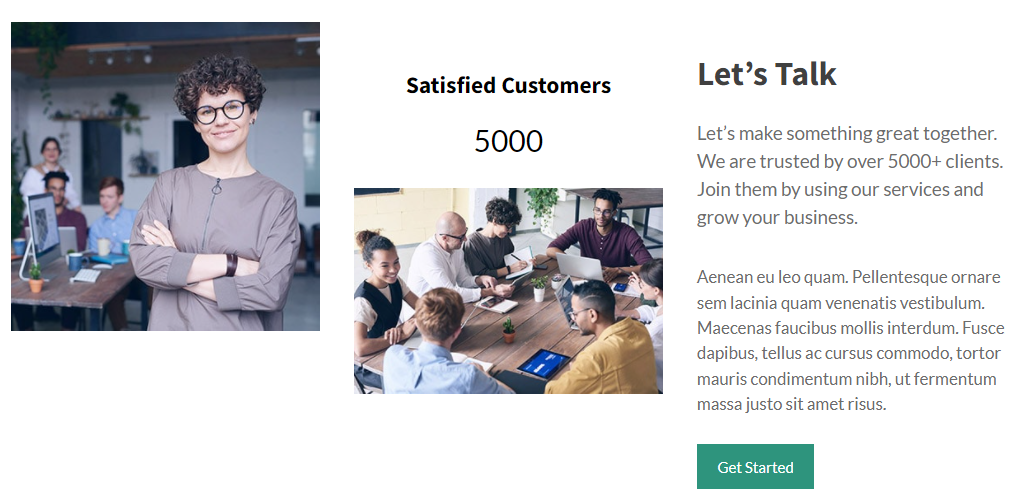 Satisfied Customers
5000
Let’s Talk
Let’s make something great together.
We are trusted by over 5000+ clients.
Join them by using our services and
grow your business.
Aenean eu leo quam. Pellentesque ornare
sem lacinia quam venenatis vestibulum.
Maecenas faucibus mollis interdum. Fusce
dapibus, tellus ac cursus commodo, tortor
mauris condimentum nibh, ut fermentum
massa justo sit amet risus.
Get Started